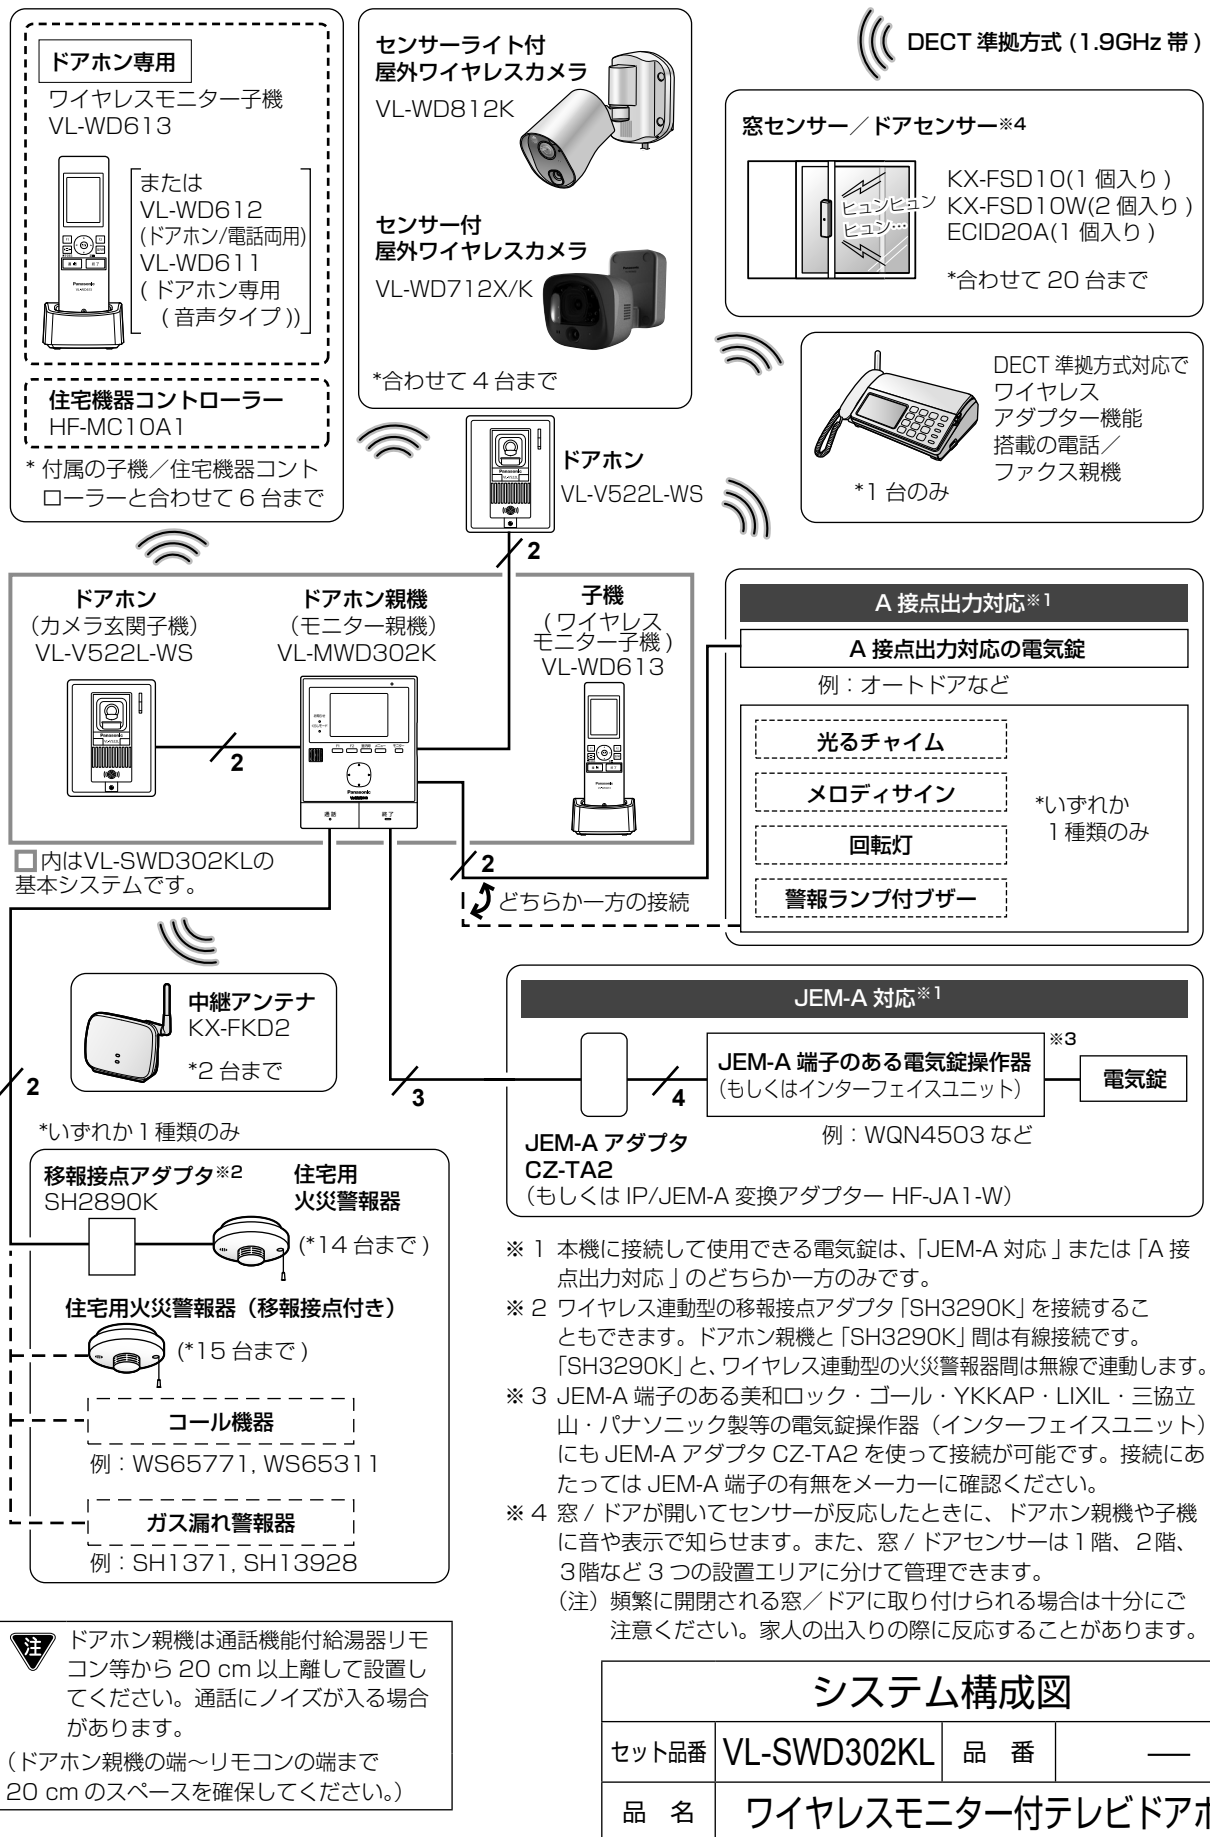 ドアホン専用
ワイヤレスモニター子機
VL-WD613
または
VL-WD612
(ドアホン/電話両用)
VL-WD611
( ドアホン専用
( 音声タイプ ))
住宅機器コントローラー
HF-MC10A1
* 付属の子機／住宅機器コント
ローラーと合わせて 6 台まで
センサーライト付
屋外ワイヤレスカメラ
VL-WD812K
センサー付
屋外ワイヤレスカメラ
VL-WD712X/K
*合わせて 4 台まで
DECT 準拠方式 (1.9GHz 帯 )
窓センサー／ドアセンサー※4
ヒュンヒュン
ヒュン…
KX-FSD10(1 個入り )
KX-FSD10W(2 個入り )
ECID20A(1 個入り )
*合わせて 20 台まで
DECT 準拠方式対応で
ワイヤレス
アダプター機能
搭載の電話／
ファクス親機
*1 台のみ
ドアホン
VL-V522L-WS
2
ドアホン
（カメラ玄関子機）
VL-V522L-WS
ドアホン親機
（モニター親機）
VL-MWD302K
子機
( ワイヤレス
モニター子機 )
VL-WD613
Panasonic
通話
終了
2
□内はVL-SWD302KLの
基本システムです。
2
どちらか一方の接続
A 接点出力対応※1
A 接点出力対応の電気錠
例：オートドアなど
光るチャイム
メロディサイン
回転灯
警報ランプ付ブザー
*いずれか
1種類のみ
中継アンテナ
KX-FKD2
*2 台まで
2
3
JEM-A 対応※1
4
JEM-A 端子のある電気錠操作器
（もしくはインターフェイスユニット）
※3
電気錠
例：WQN4503 など
JEM-A アダプタ
CZ-TA2
（もしくは IP/JEM-A 変換アダプター HF-JA1-W）
*いずれか 1 種類のみ
移報接点アダプタ※2
SH2890K
住宅用
火災警報器
(*14 台まで )
住宅用火災警報器（移報接点付き）
(*15 台まで )
コール機器
例：WS65771, WS65311
ガス漏れ警報器
例：SH1371, SH13928
※ 1 本機に接続して使用できる電気錠は、「JEM-A 対応 」または「A 接
点出力対応 」のどちらか一方のみです。
※ 2 ワイヤレス連動型の移報接点アダプタ「SH3290K」を接続するこ
ともできます。ドアホン親機と「SH3290K」間は有線接続です。
「SH3290K」と、ワイヤレス連動型の火災警報器間は無線で連動します。
※ 3 JEM-A 端子のある美和ロック・ゴール・YKKAP・LIXIL・三協立
山・パナソニック製等の電気錠操作器（インターフェイスユニット）
にも JEM-A アダプタ CZ-TA2 を使って接続が可能です。接続にあ
たっては JEM-A 端子の有無をメーカーに確認ください。
※ 4 窓 / ドアが開いてセンサーが反応したときに、ドアホン親機や子機
に音や表示で知らせます。また、窓 / ドアセンサーは 1 階、2 階、
3階など 3 つの設置エリアに分けて管理できます。
（注）頻繁に開閉される窓／ドアに取り付けられる場合は十分にご
注意ください。家人の出入りの際に反応することがあります。
注 ドアホン親機は通話機能付給湯器リモ
コン等から 20 cm 以上離して設置し
てください。通話にノイズが入る場合
があります。
（ドアホン親機の端〜リモコンの端まで
20 cm のスペースを確保してください。）
システム構成図
セット品番 VL-SWD302KL 品 番 ―
品 名 ワイヤレスモニター付テレビドアホ